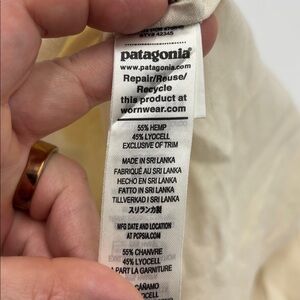 patagonia®
www.patagonia.com
Repair/Reuse/
Recycle
this product at
wornwear.com
55% HEMP
45% LYOCELL
EXCLUSIVE OF TRIM
MADE IN SRI LANKA
FABRIQUÉ AU SRI LANKA
HECHO EN SRI LANKA
FATTO IN SRI LANKA
TILLVERKAD I SRI LANKA
スリランカ製
MFG DATE AND LOCATION
AT POPSIA.COM
55% CHANVRE
45% LYOCELL
A PART LA GARNITURE
CÁÑAMO